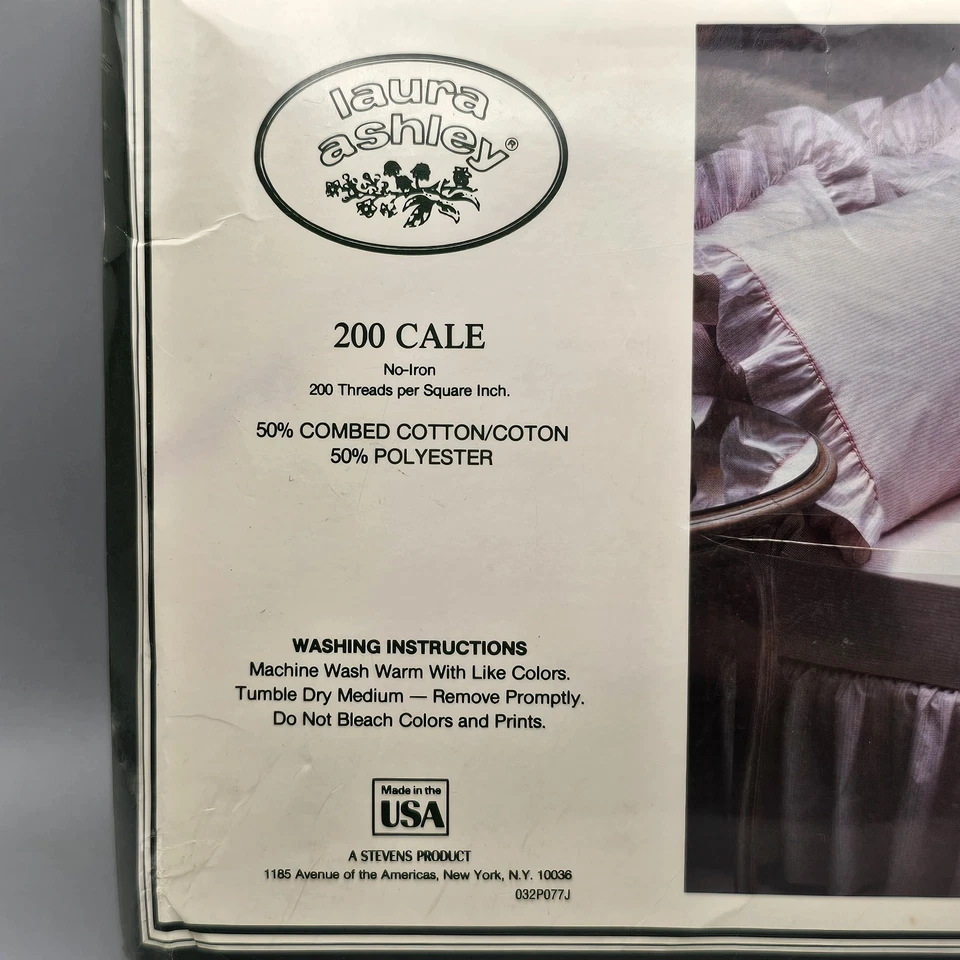 laura
ashley®
200 CALE
No-Iron
200 Threads per Square Inch.
50% COMBED COTTON/COTON
50% POLYESTER
WASHING INSTRUCTIONS
Machine Wash Warm With Like Colors.
Tumble Dry Medium — Remove Promptly.
Do Not Bleach Colors and Prints.
Made in the
USA
A STEVENS PRODUCT
1185 Avenue of the Americas, New York, N.Y. 10036
032P077J